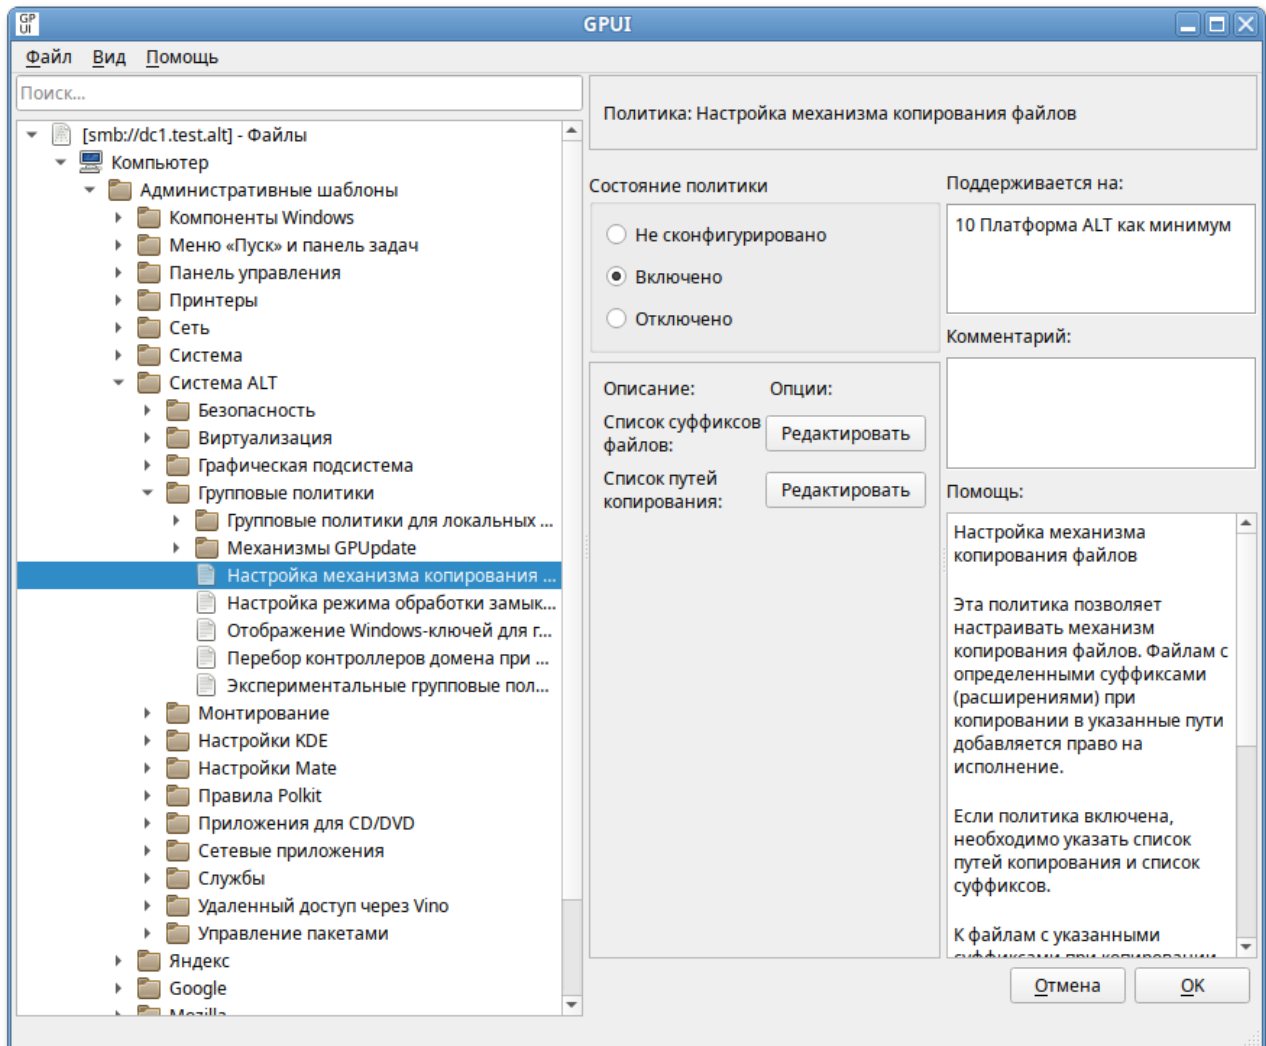 GP
UI
GPUI
Файл Вид Помощь
Поиск...
[smb://dc1.test.alt] - Файлы
Компьютер
Административные шаблоны
Компоненты Windows
Меню «Пуск» и панель задач
Панель управления
Принтеры
Сеть
Система
Система ALT
Безопасность
Виртуализация
Графическая подсистема
Групповые политики
Групповые политики для локальных ...
Механизмы GPUpdate
Настройка механизма копирования ...
Настройка режима обработки замык...
Отображение Windows-ключей для г...
Перебор контроллеров домена при ...
Экспериментальные групповые пол...
Монтирование
Настройки KDE
Настройки Mate
Правила Polkit
Приложения для CD/DVD
Сетевые приложения
Службы
Удаленный доступ через Vino
Управление пакетами
Яндекс
Google
Mozilla
Политика: Настройка механизма копирования файлов
Состояние политики
Не сконфигурировано
Включено
Отключено
Описание: Опции:
Список суффиксов
файлов:
Редактировать
Список путей
копирования:
Редактировать
Поддерживается на:
10 Платформа ALT как минимум
Комментарий:
Помощь:
Настройка механизма
копирования файлов
Эта политика позволяет
настраивать механизм
копирования файлов. Файлам с
определенными суффиксами
(расширениями) при
копировании в указанные пути
добавляется право на
исполнение.
Если политика включена,
необходимо указать список
путей копирования и список
суффиксов.
К файлам с указанными
суффиксами при копировании
Отмена OK